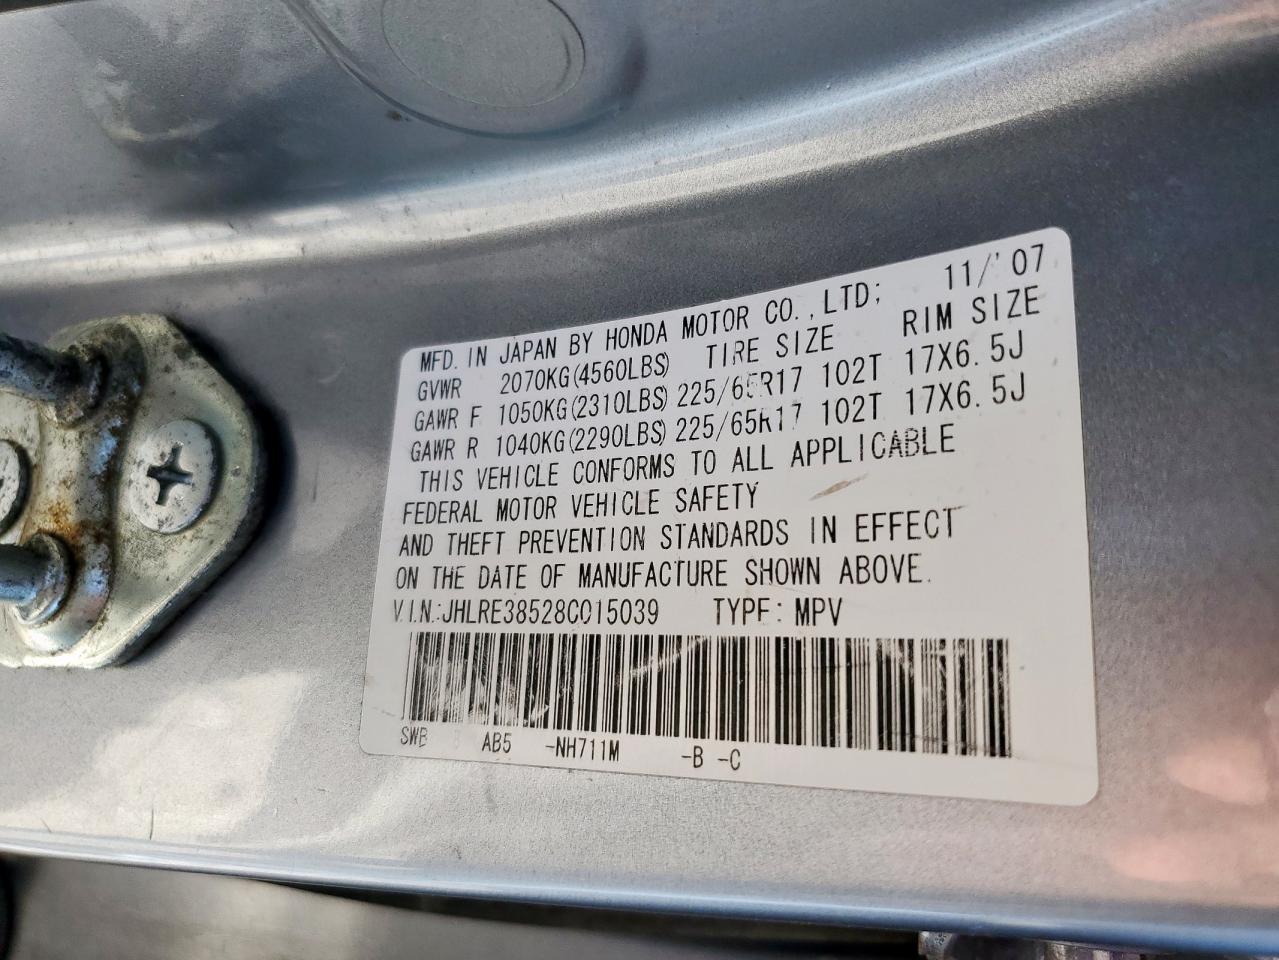 MFD. IN JAPAN BY HONDA MOTOR CO., LTD; 11/'07
GVWR 2070KG(4560LBS) TIRE SIZE RIM SIZE
GAWR F 1050KG(2310LBS) 225/65R17 102T 17X6.5J
GAWR R 1040KG(2290LBS) 225/65R17 102T 17X6.5J
THIS VEHICLE CONFORMS TO ALL APPLICABLE
FEDERAL MOTOR VEHICLE SAFETY
AND THEFT PREVENTION STANDARDS IN EFFECT
ON THE DATE OF MANUFACTURE SHOWN ABOVE.
V.I.N.:JHLRE38528C015039 TYPE: MPV
AB5 -NH711M -B -C